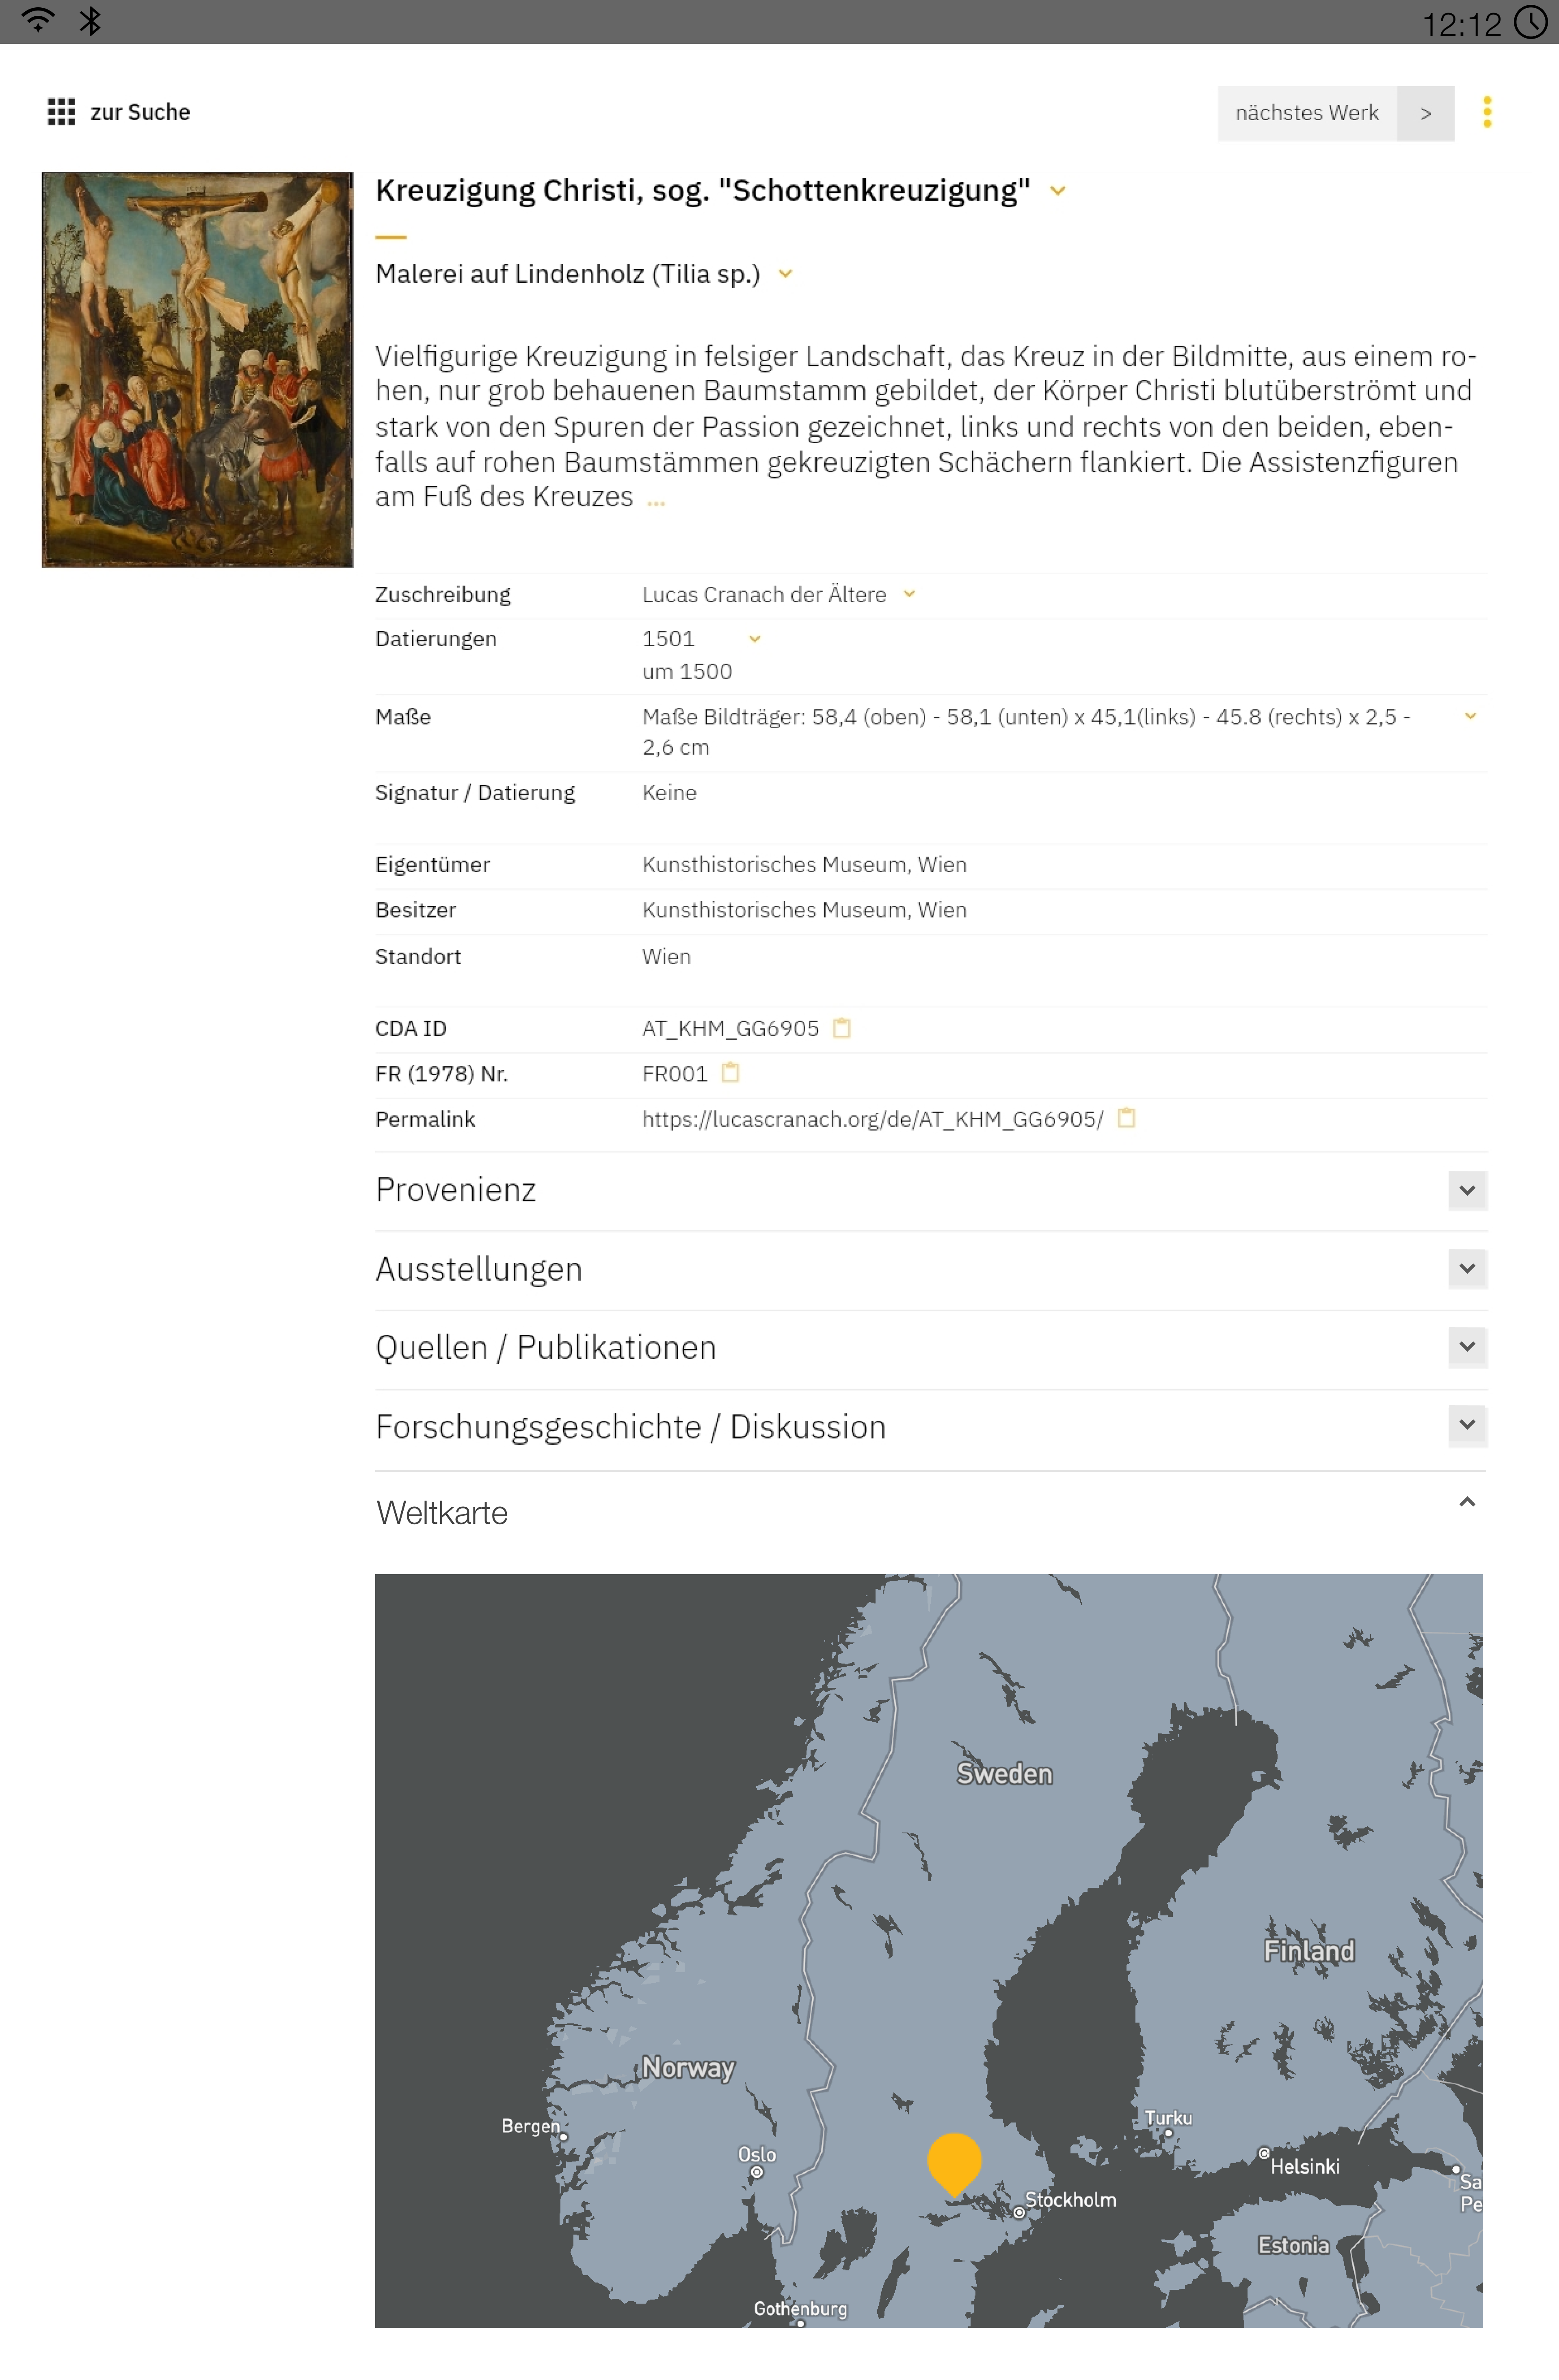 12:12
zur Suche
nächstes Werk >
Kreuzigung Christi, sog. "Schottenkreuzigung"
Malerei auf Lindenholz (Tilia sp.)
Vielfigurige Kreuzigung in felsiger Landschaft, das Kreuz in der Bildmitte, aus einem ro-
hen, nur grob behauenen Baumstamm gebildet, der Körper Christi blutüberströmt und
stark von den Spuren der Passion gezeichnet, links und rechts von den beiden, eben-
falls auf rohen Baumstämmen gekreuzigten Schächern flankiert. Die Assistenzfiguren
am Fuß des Kreuzes ...
Zuschreibung Lucas Cranach der Ältere
Datierungen 1501
um 1500
Maße Maße Bildträger: 58,4 (oben) - 58,1 (unten) x 45,1(links) - 45.8 (rechts) x 2,5 -
2,6 cm
Signatur / Datierung Keine
Eigentümer Kunsthistorisches Museum, Wien
Besitzer Kunsthistorisches Museum, Wien
Standort Wien
CDA ID AT_KHM_GG6905
FR (1978) Nr. FR001
Permalink https://lucascranach.org/de/AT_KHM_GG6905/
Provenienz
Ausstellungen
Quellen / Publikationen
Forschungsgeschichte / Diskussion
Weltkarte
Sweden
Finland
Norway
Bergen
Turku
Oslo
Helsinki
Sa
Pe
Stockholm
Estonia
Gothenburg